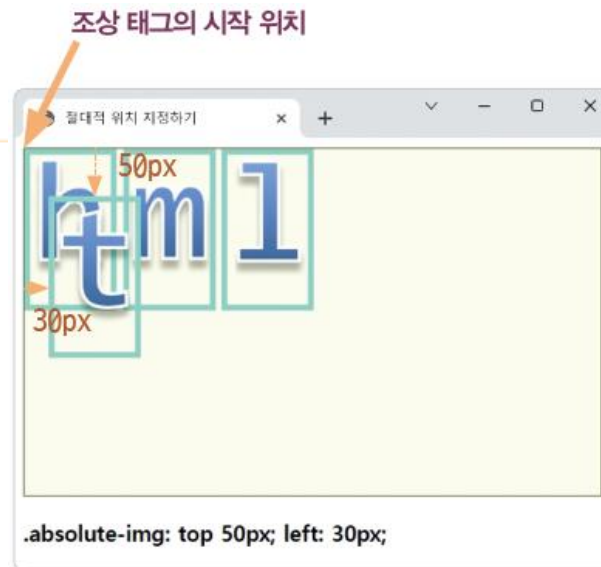 조상 태그의 시작 위치
절대적 위치 지정하기
50px
h t m l
30px
.absolute-img: top 50px; left: 30px;